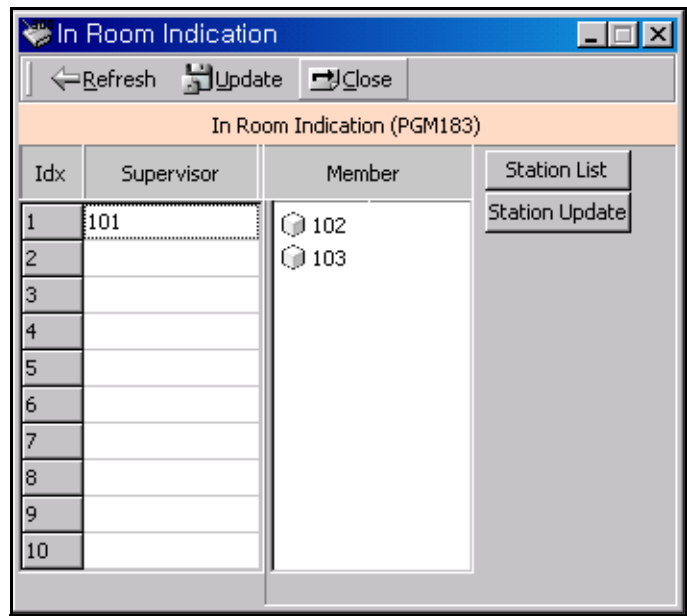 In Room Indication
Refresh Update Close
In Room Indication (PGM183)
Idx Supervisor Member Station List
Station Update
1 101 102
2 103
3
4
5
6
7
8
9
10